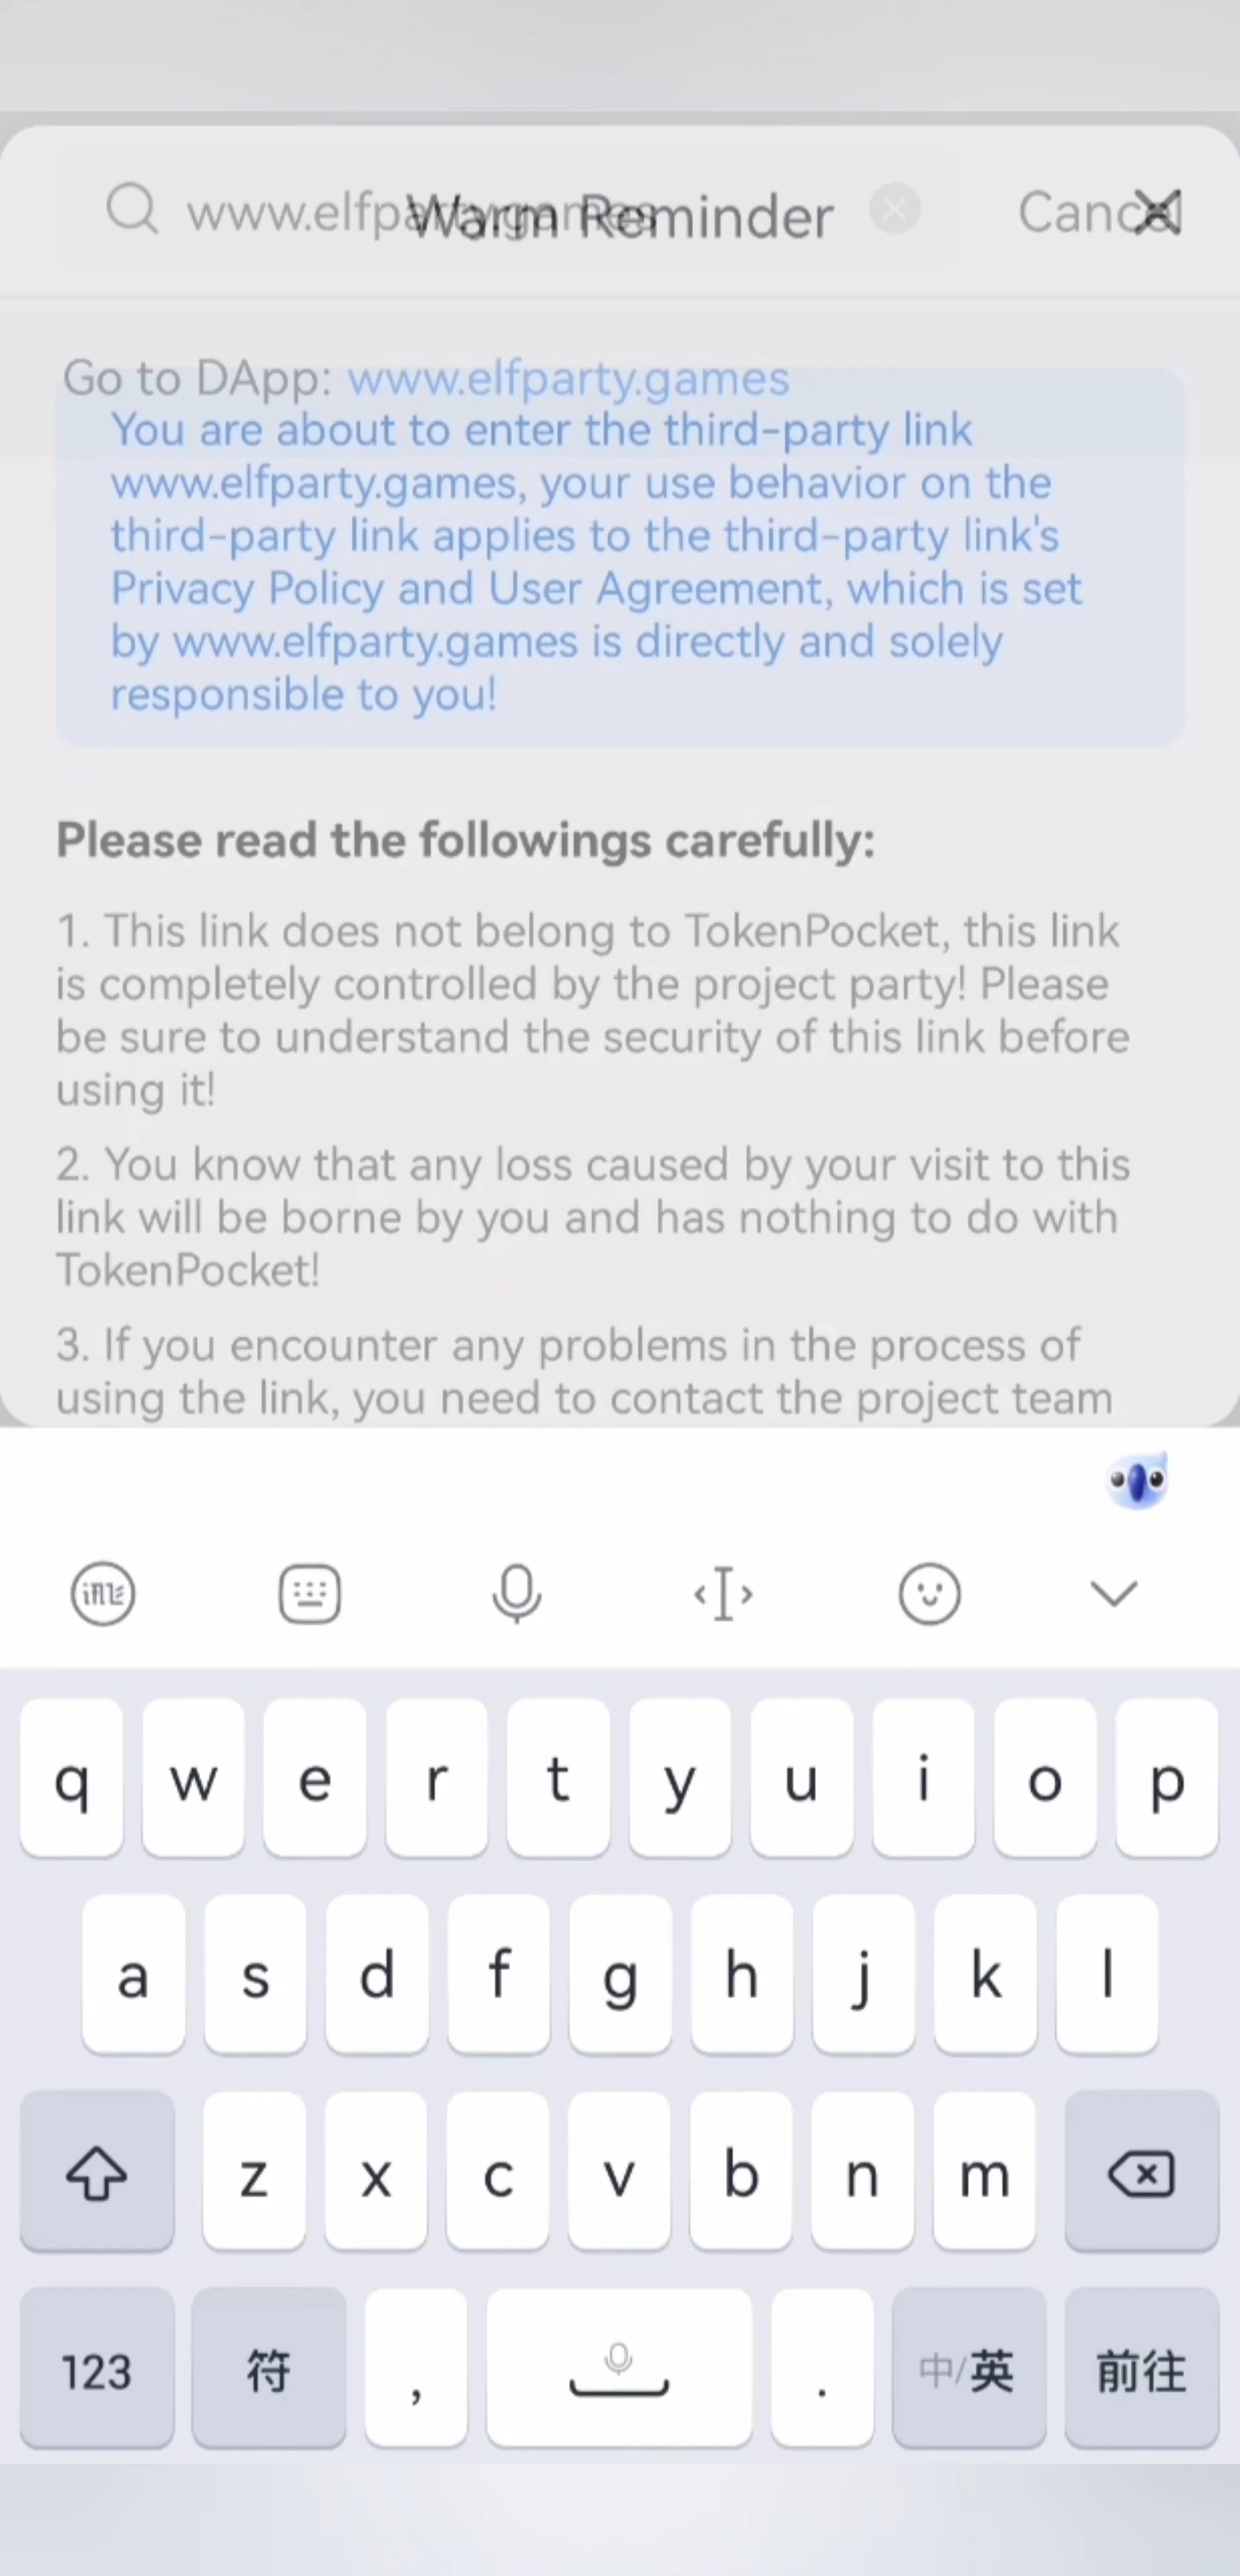 www.elfparty.games
Warm Reminder
Cancel
Go to DApp: www.elfparty.games
You are about to enter the third-party link
www.elfparty.games, your use behavior on the
third-party link applies to the third-party link's
Privacy Policy and User Agreement, which is set
by www.elfparty.games is directly and solely
responsible to you!
Please read the followings carefully:
1. This link does not belong to TokenPocket, this link
is completely controlled by the project party! Please
be sure to understand the security of this link before
using it!
2. You know that any loss caused by your visit to this
link will be borne by you and has nothing to do with
TokenPocket!
3. If you encounter any problems in the process of
using the link, you need to contact the project team
q w e r t y u i o p
a s d f g h j k l
z x c v b n m
123 符 , . 中/英 前往